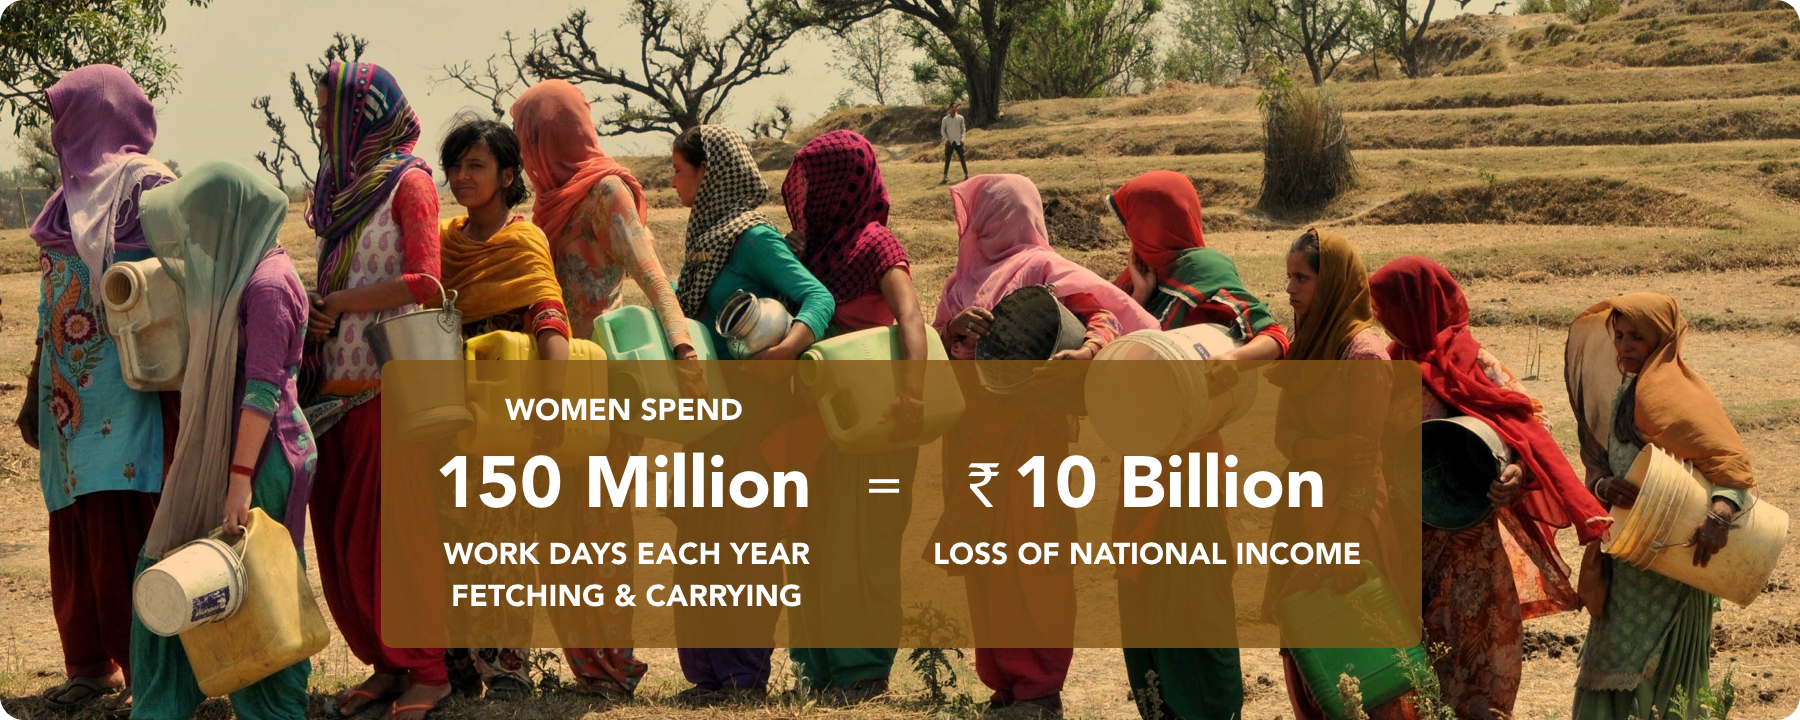 WOMEN SPEND
150 Million
WORK DAYS EACH YEAR
FETCHING & CARRYING
=
₹ 10 Billion
LOSS OF NATIONAL INCOME